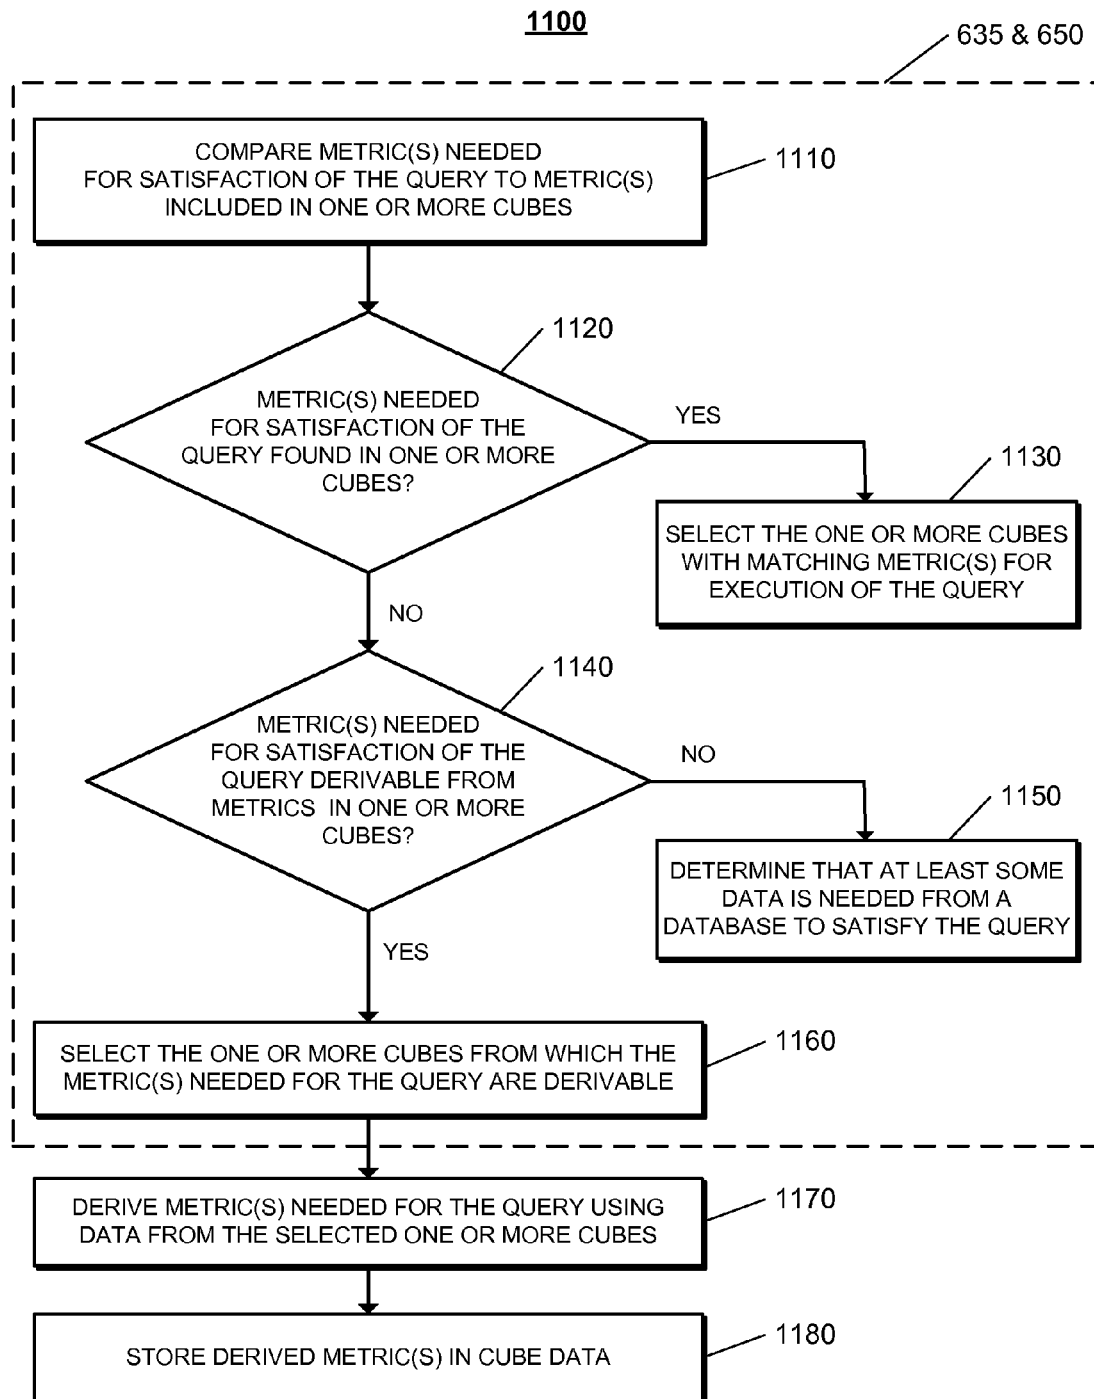 1100
635 & 650
COMPARE METRIC(S) NEEDED
FOR SATISFACTION OF THE QUERY TO METRIC(S)
INCLUDED IN ONE OR MORE CUBES
1110
1120
METRIC(S) NEEDED
FOR SATISFACTION OF THE
QUERY FOUND IN ONE OR MORE
CUBES?
YES
1130
SELECT THE ONE OR MORE CUBES
WITH MATCHING METRIC(S) FOR
EXECUTION OF THE QUERY
NO
1140
METRIC(S) NEEDED
FOR SATISFACTION OF THE
QUERY DERIVABLE FROM
METRICS IN ONE OR MORE
CUBES?
NO
1150
DETERMINE THAT AT LEAST SOME
DATA IS NEEDED FROM A
DATABASE TO SATISFY THE QUERY
YES
SELECT THE ONE OR MORE CUBES FROM WHICH THE
METRIC(S) NEEDED FOR THE QUERY ARE DERIVABLE
1160
DERIVE METRIC(S) NEEDED FOR THE QUERY USING
DATA FROM THE SELECTED ONE OR MORE CUBES
1170
STORE DERIVED METRIC(S) IN CUBE DATA
1180